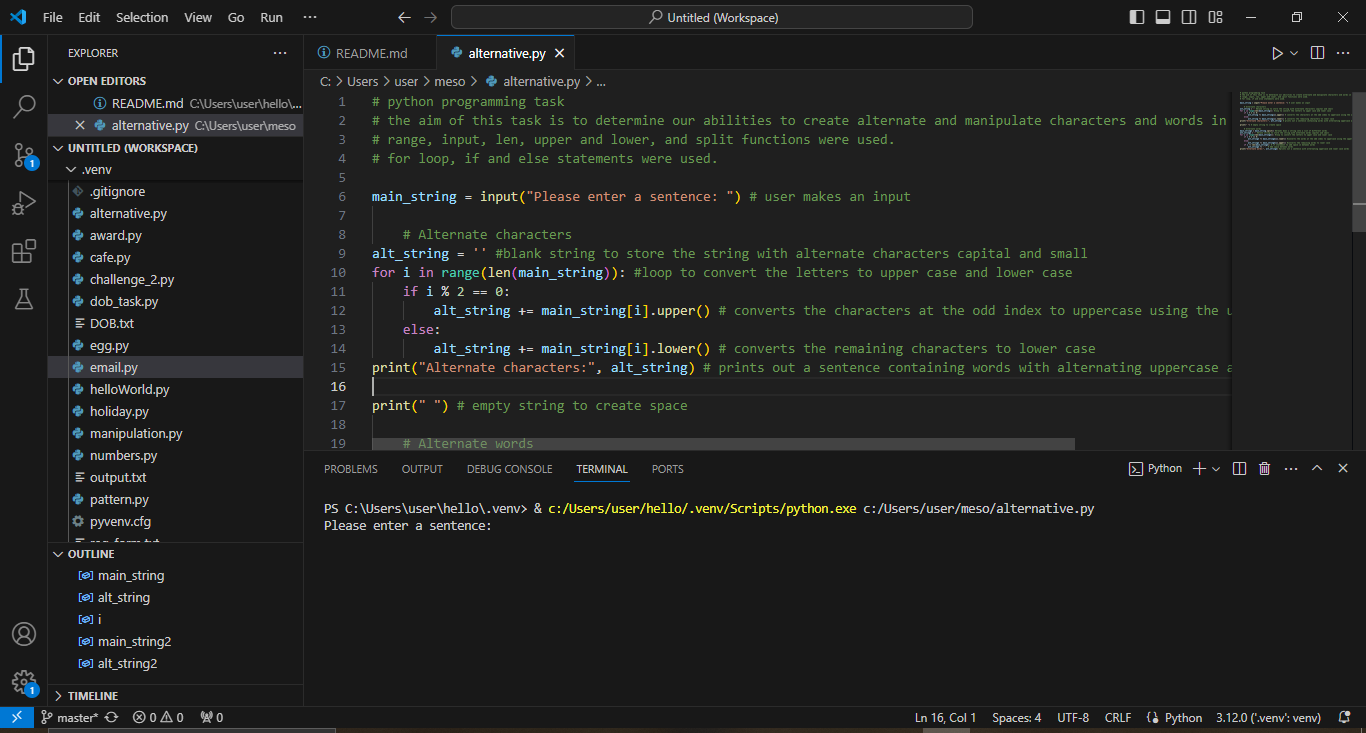 File Edit Selection View Go Run ··· Untitled (Workspace)
EXPLORER ···
OPEN EDITORS
README.md C:\Users\user\hello\...
alternative.py C:\Users\user\meso
UNTITLED (WORKSPACE)
.venv
.gitignore
alternative.py
award.py
cafe.py
challenge_2.py
dob_task.py
DOB.txt
egg.py
email.py
helloWorld.py
holiday.py
manipulation.py
numbers.py
output.txt
pattern.py
pyvenv.cfg
OUTLINE
main_string
alt_string
i
main_string2
alt_string2
TIMELINE
README.md alternative.py
C: > Users > user > meso > alternative.py > ...
1 # python programming task
2 # the aim of this task is to determine our abilities to create alternate and manipulate characters and words in
3 # range, input, len, upper and lower, and split functions were used.
4 # for loop, if and else statements were used.
5
6 main_string = input("Please enter a sentence: ") # user makes an input
7
8 # Alternate characters
9 alt_string = '' #blank string to store the string with alternate characters capital and small
10 for i in range(len(main_string)): #loop to convert the letters to upper case and lower case
11 if i % 2 == 0:
12 alt_string += main_string[i].upper() # converts the characters at the odd index to uppercase using the u
13 else:
14 alt_string += main_string[i].lower() # converts the remaining characters to lower case
15 print("Alternate characters:", alt_string) # prints out a sentence containing words with alternating uppercase a
16
17 print(" ") # empty string to create space
18
19 # Alternate words
PROBLEMS OUTPUT DEBUG CONSOLE TERMINAL PORTS Python
PS C:\Users\user\hello\.venv> & c:/Users/user/hello/.venv/Scripts/python.exe c:/Users/user/meso/alternative.py
Please enter a sentence:
1
1
master* 0 0 0 Ln 16, Col 1 Spaces: 4 UTF-8 CRLF Python 3.12.0 ('.venv': venv)